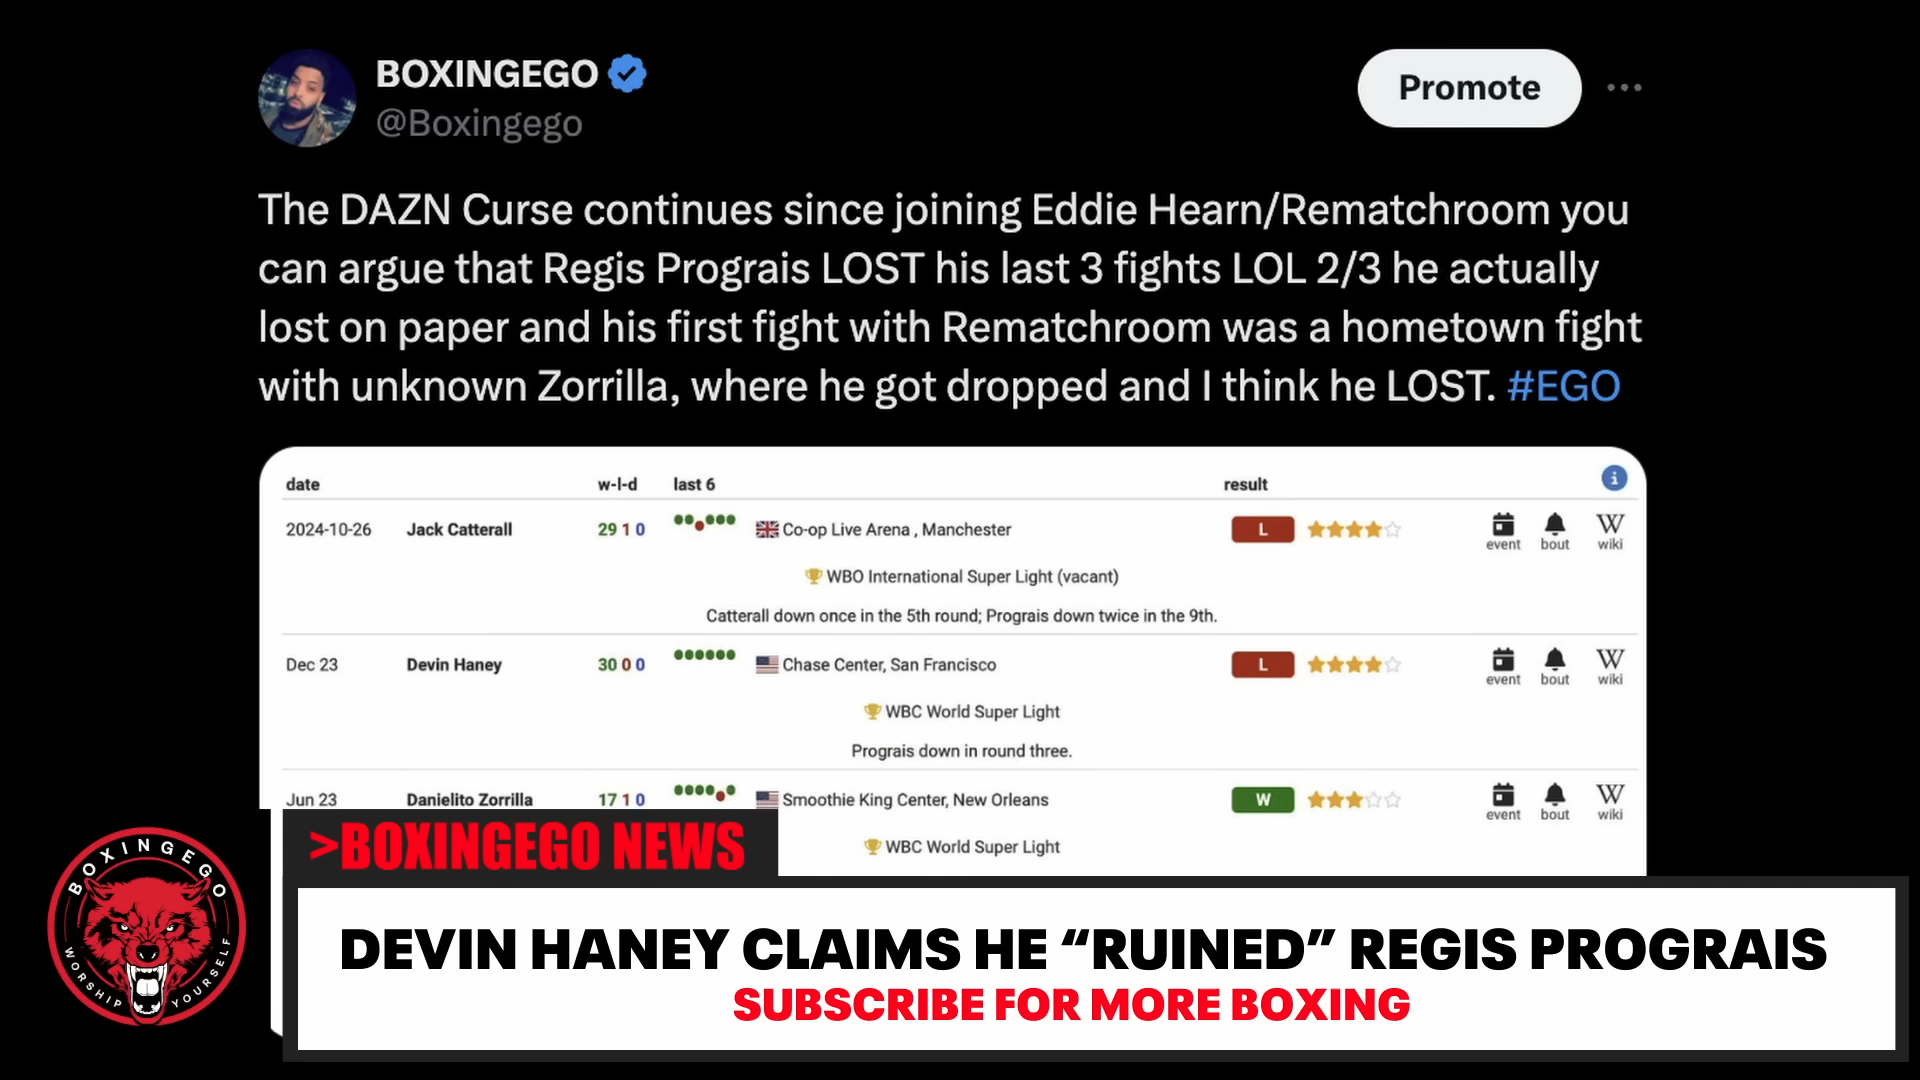 BOXINGEGO
@Boxingego
Promote
The DAZN Curse continues since joining Eddie Hearn/Rematchroom you
can argue that Regis Prograis LOST his last 3 fights LOL 2/3 he actually
lost on paper and his first fight with Rematchroom was a hometown fight
with unknown Zorrilla, where he got dropped and I think he LOST. #EGO
date w-l-d last 6 result
2024-10-26 Jack Catterall 29 1 0 Co-op Live Arena , Manchester L event bout wiki
WBO International Super Light (vacant)
Catterall down once in the 5th round; Prograis down twice in the 9th.
Dec 23 Devin Haney 30 0 0 Chase Center, San Francisco L event bout wiki
WBC World Super Light
Prograis down in round three.
Jun 23 Danielito Zorrilla 17 1 0 Smoothie King Center, New Orleans W event bout wiki
WBC World Super Light
>BOXINGEGO NEWS
BOXINGEGO
WORSHIP YOURSELF
DEVIN HANEY CLAIMS HE “RUINED” REGIS PROGRAIS
SUBSCRIBE FOR MORE BOXING